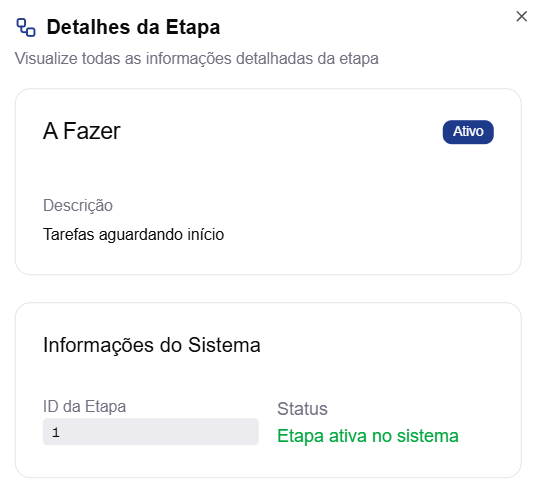 Detalhes da Etapa
Visualize todas as informações detalhadas da etapa
A Fazer
Ativo
Descrição
Tarefas aguardando início
Informações do Sistema
ID da Etapa
1
Status
Etapa ativa no sistema